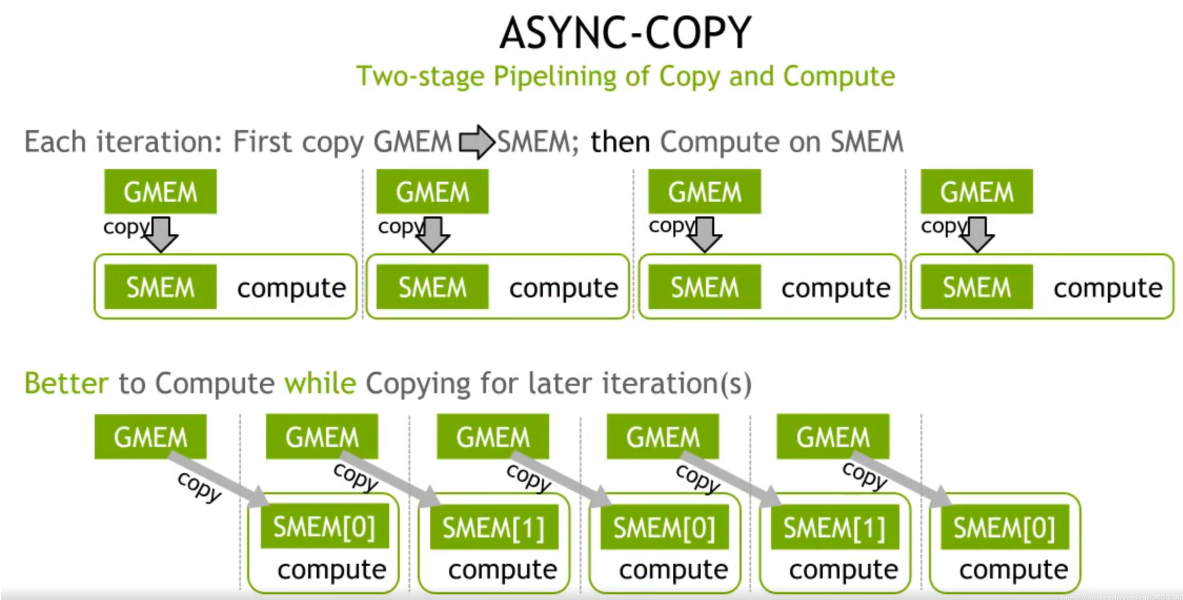 ASYNC-COPY
Two-stage Pipelining of Copy and Compute
Each iteration: First copy GMEM SMEM; then Compute on SMEM
GMEM GMEM GMEM GMEM
copy copy copy copy
SMEM compute SMEM compute SMEM compute SMEM compute
Better to Compute while Copying for later iteration(s)
GMEM GMEM GMEM GMEM GMEM
copy copy copy copy copy
SMEM[0] SMEM[1] SMEM[0] SMEM[1] SMEM[0]
compute compute compute compute compute